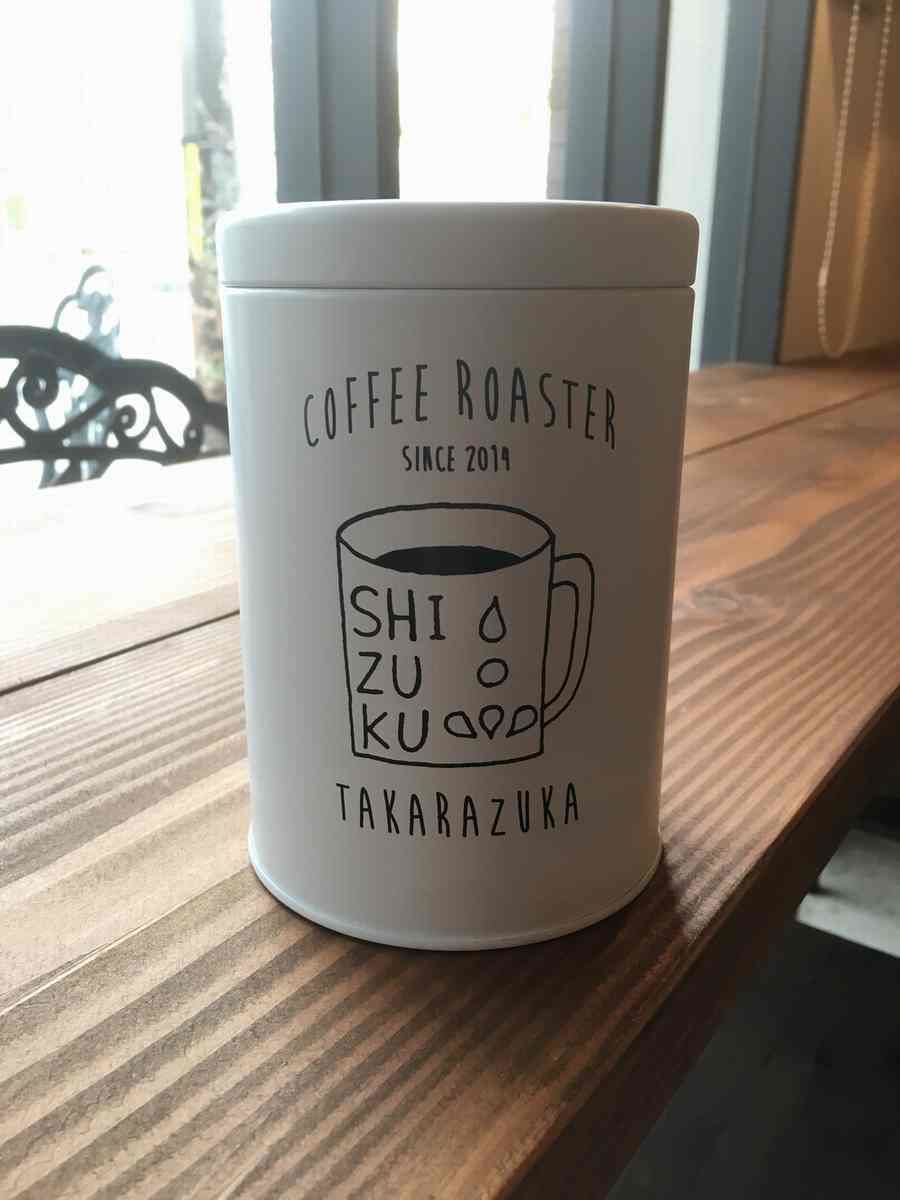 COFFEE ROASTER
SINCE 2014
SHI
ZU
KU
TAKARAZUKA